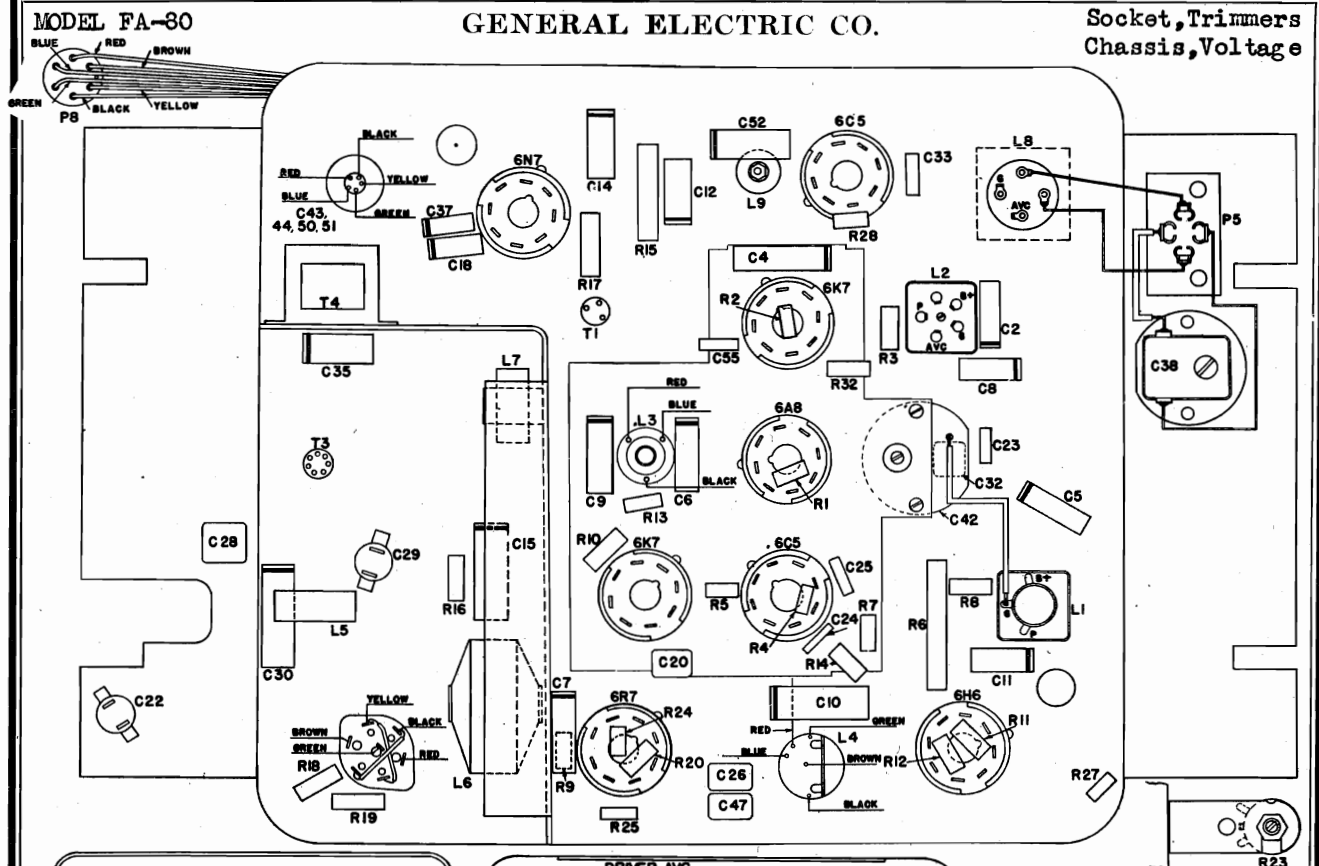 MODEL FA-80
GENERAL ELECTRIC CO.
Socket,Trimmers
Chassis,Voltage
BLUE
RED
BROWN
GREEN
BLACK
YELLOW
P8
BLACK
RED
YELLOW
BLUE
GREEN
C43,
44, 50, 51
C37
C18
6N7
C14
R17
R15
C12
C52
L9
6C5
R28
C33
L8
G
AVC
P5
T4
T1
C4
R2
6K7
C55
R32
R3
L2
P
B+
G
AVC
C2
C8
C38
C35
L7
RED
BLUE
L3
BLACK
C9
R13
C6
6A8
R1
C23
C32
C42
C5
T3
C28
C29
C15
R16
L5
C30
R10
6K7
R5
6C5
C25
R4
C24
R7
R14
C20
R6
R8
B+
G
P
L1
C11
C22
YELLOW
BLACK
BROWN
GREEN
RED
R18
R19
L6
C7
R9
6R7
R24
R20
R25
C10
RED
GREEN
L4
BLUE
BROWN
BLACK
C26
C47
6H6
R11
R12
R27
R23
DRIVER AVC